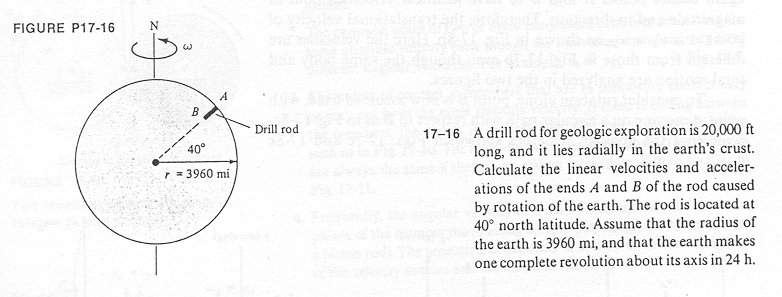 FIGURE P17-16
N
ω
A
B
Drill rod
40°
r = 3960 mi
17–16 A drill rod for geologic exploration is 20,000 ft
long, and it lies radially in the earth's crust.
Calculate the linear velocities and acceler-
ations of the ends A and B of the rod caused
by rotation of the earth. The rod is located at
40° north latitude. Assume that the radius of
the earth is 3960 mi, and that the earth makes
one complete revolution about its axis in 24 h.